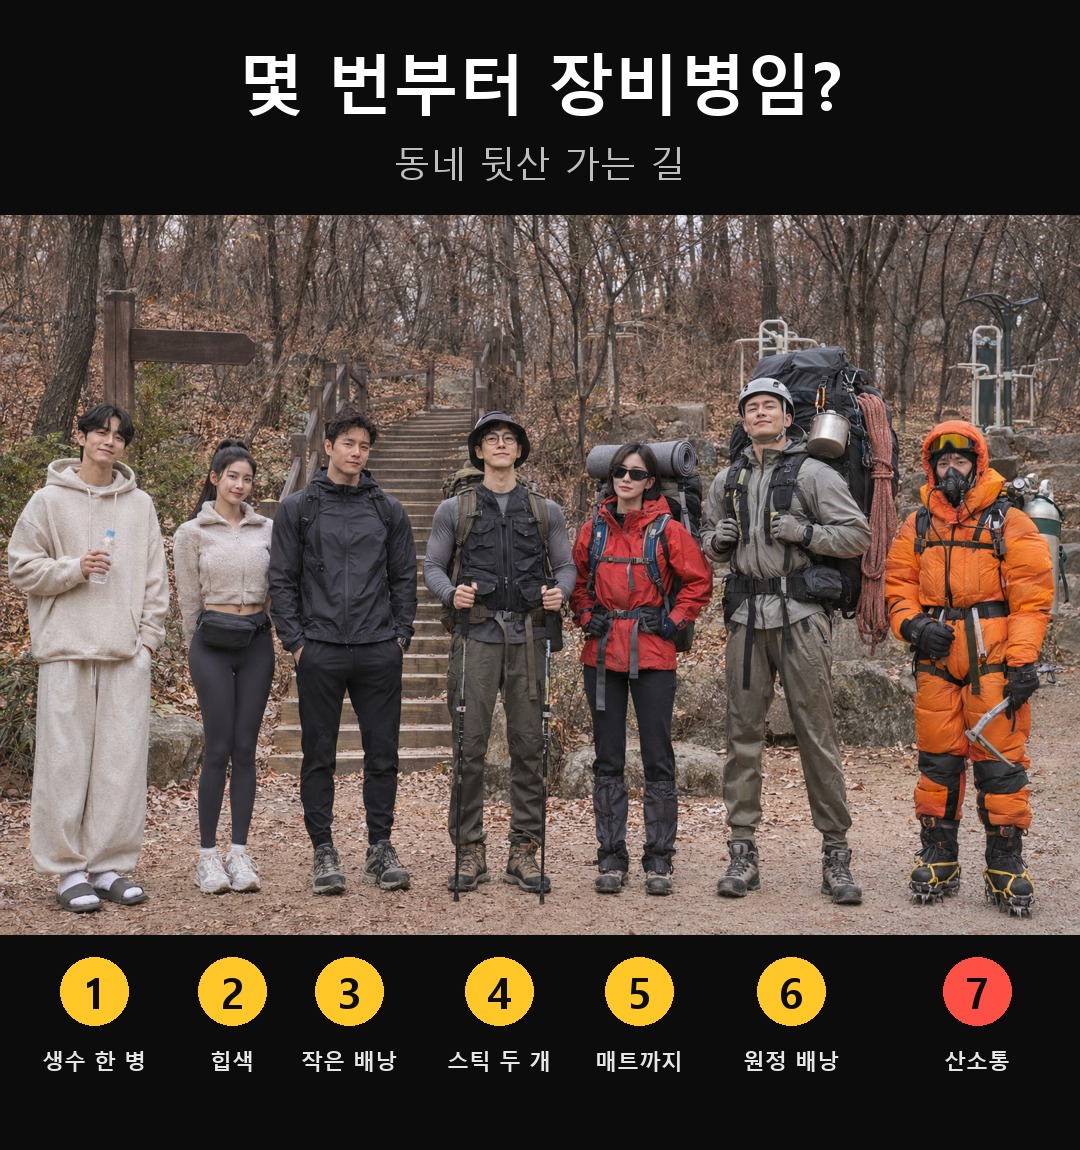 몇 번부터 장비병임?
동네 뒷산 가는 길
1 2 3 4 5 6 7
생수 한 병 힙색 작은 배낭 스틱 두 개 매트까지 원정 배낭 산소통